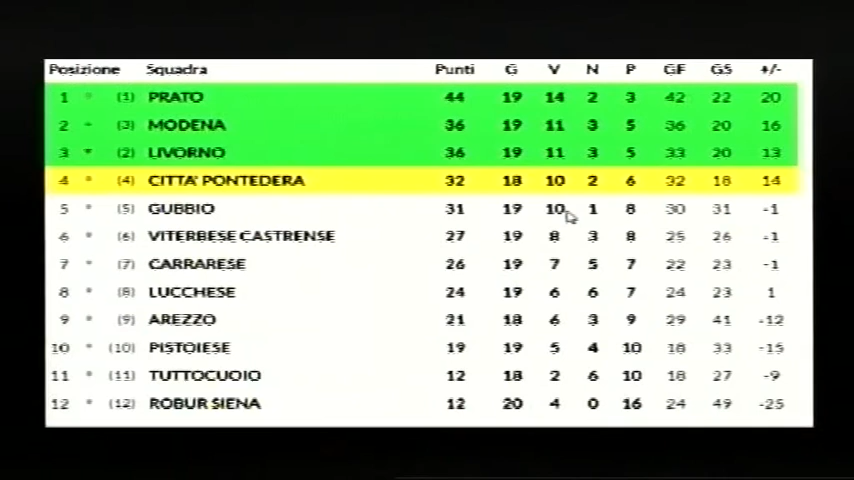 Posizione Squadra Punti G V N P GF GS +/-
1 (1) PRATO 44 19 14 2 3 42 22 20
2 (3) MODENA 36 19 11 3 5 36 20 16
3 (2) LIVORNO 36 19 11 3 5 33 20 13
4 (4) CITTA' PONTEDERA 32 18 10 2 6 32 18 14
5 (5) GUBBIO 31 19 10 1 8 30 31 -1
6 (6) VITERBESE CASTRENSE 27 19 8 3 8 25 26 -1
7 (7) CARRARESE 26 19 7 5 7 22 23 -1
8 (8) LUCCHESE 24 19 6 6 7 24 23 1
9 (9) AREZZO 21 18 6 3 9 29 41 -12
10 (10) PISTOIESE 19 19 5 4 10 18 33 -15
11 (11) TUTTOCUOIO 12 18 2 6 10 18 27 -9
12 (12) ROBUR SIENA 12 20 4 0 16 24 49 -25